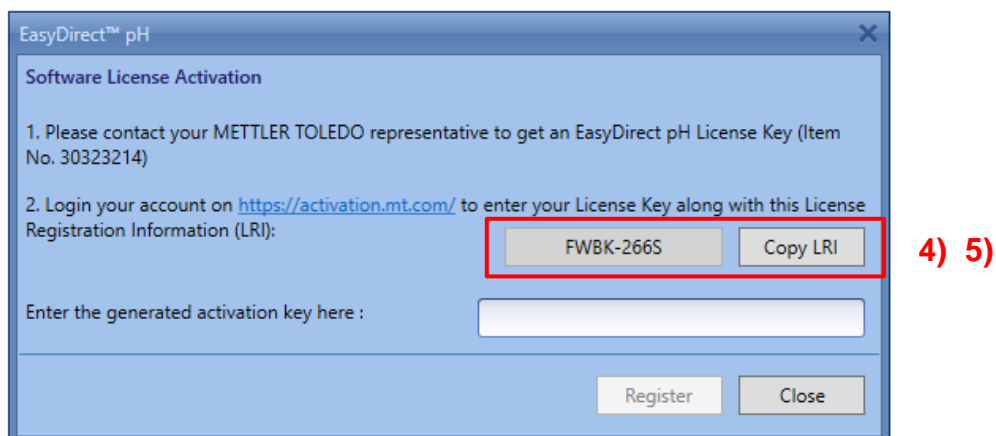 EasyDirect™ pH
Software License Activation
1. Please contact your METTLER TOLEDO representative to get an EasyDirect pH License Key (Item
No. 30323214)
2. Login your account on https://activation.mt.com/ to enter your License Key along with this License
Registration Information (LRI):
FWBK-266S
Copy LRI
4) 5)
Enter the generated activation key here :
Register
Close